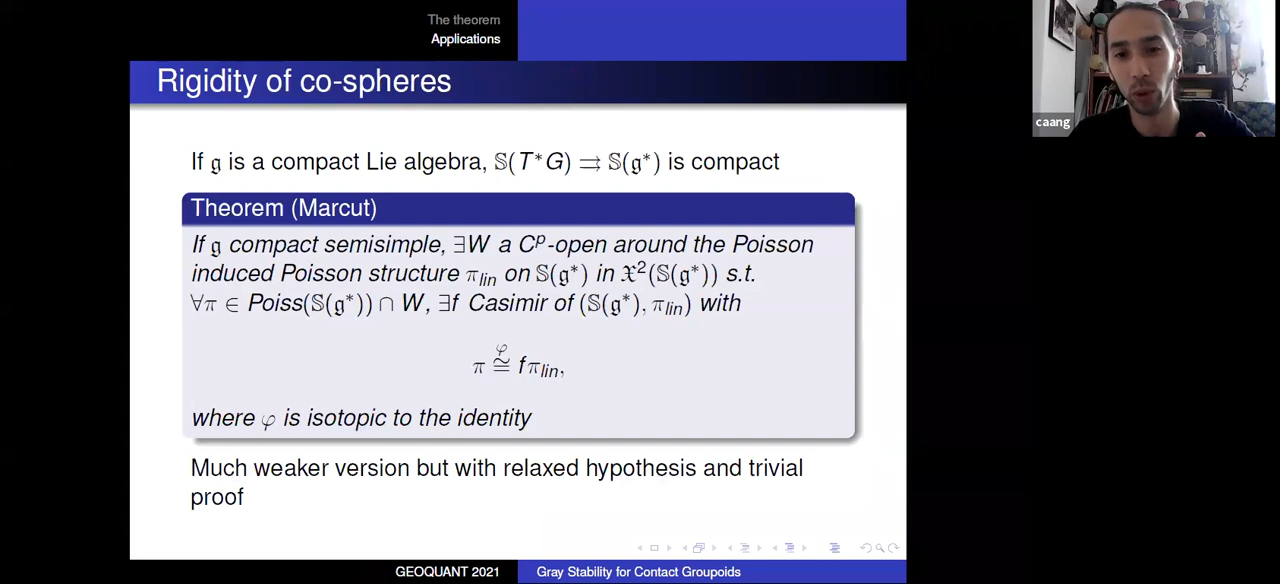 The theorem
Applications
Rigidity of co-spheres
If 𝔤 is a compact Lie algebra, 𝕊(T*G) ⇉ 𝕊(𝔤*) is compact
Theorem (Marcut)
If 𝔤 compact semisimple, ∃W a Cᵖ-open around the Poisson
induced Poisson structure π_lin on 𝕊(𝔤*) in 𝔛²(𝕊(𝔤*)) s.t.
∀π ∈ Poiss(𝕊(𝔤*)) ∩ W, ∃f Casimir of (𝕊(𝔤*), π_lin) with
π ≅^φ fπ_lin,
where φ is isotopic to the identity
Much weaker version but with relaxed hypothesis and trivial
proof
GEOQUANT 2021 Gray Stability for Contact Groupoids
caang